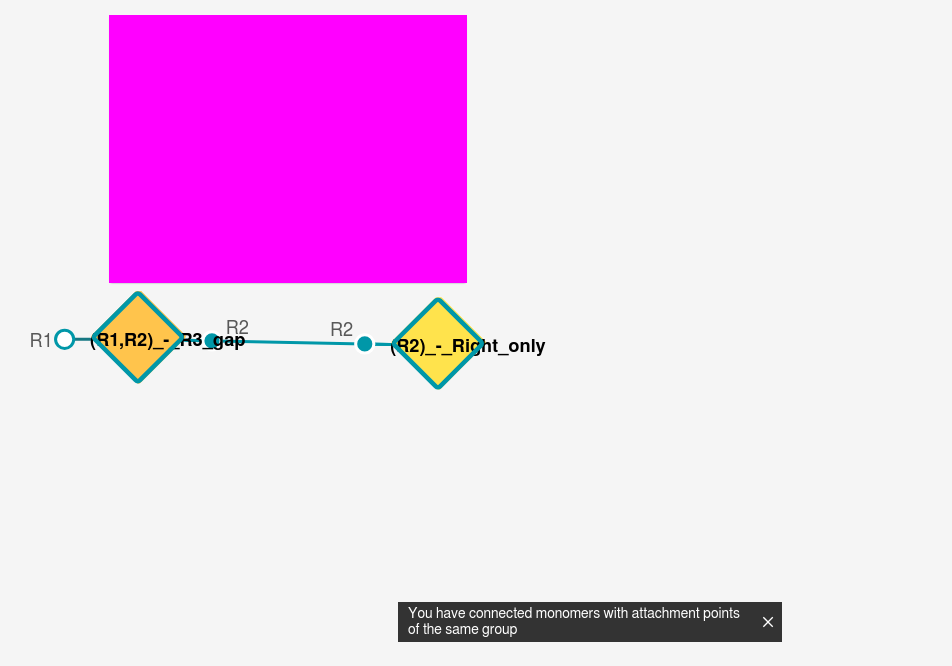 R2
R2
R1
(R1,R2)_-_R3_gap
(R2)_-_Right_only
You have connected monomers with attachment points
of the same group